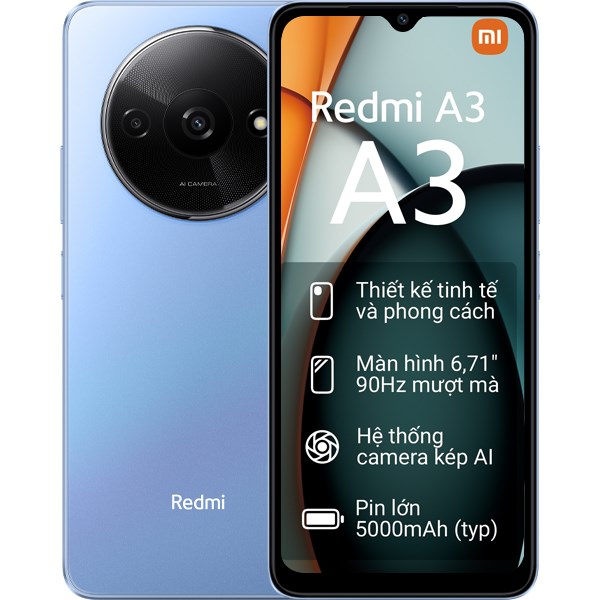 mi
AI CAMERA
Redmi
Redmi A3
A3
Thiết kế tinh tế
và phong cách
Màn hình 6,71"
90Hz mượt mà
Hệ thống
camera kép AI
Pin lớn
5000mAh (typ)